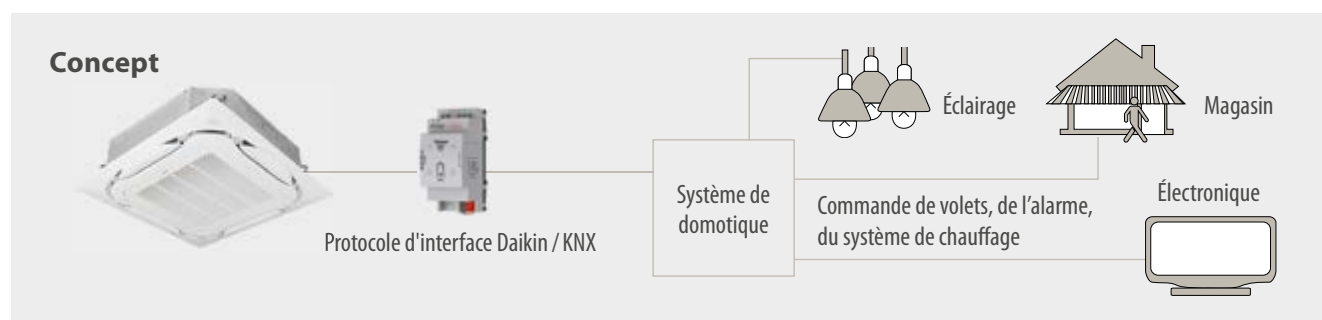 Concept
Protocole d'interface Daikin / KNX
Système de
domotique
Éclairage
Magasin
Commande de volets, de l’alarme,
du système de chauffage
Électronique